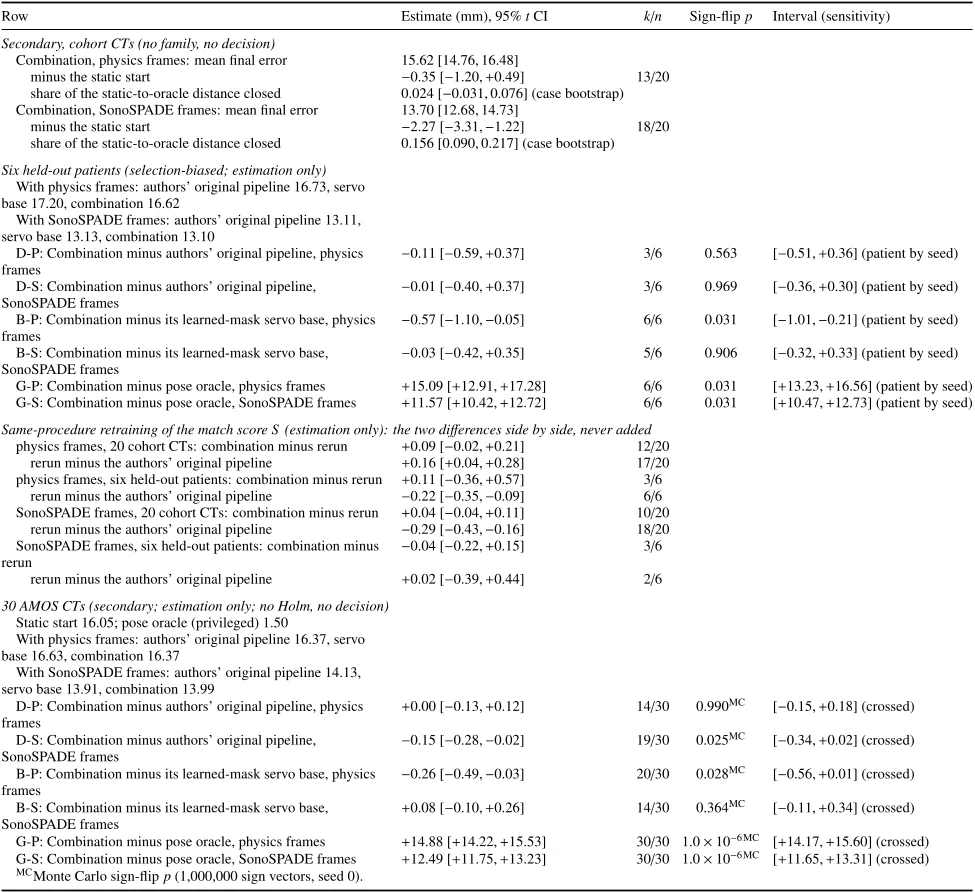 Row Estimate (mm), 95% t CI k/n Sign-flip p Interval (sensitivity)
Secondary, cohort CTs (no family, no decision)
Combination, physics frames: mean final error 15.62 [14.76, 16.48]
minus the static start −0.35 [−1.20, +0.49] 13/20
share of the static-to-oracle distance closed 0.024 [−0.031, 0.076] (case bootstrap)
Combination, SonoSPADE frames: mean final error 13.70 [12.68, 14.73]
minus the static start −2.27 [−3.31, −1.22] 18/20
share of the static-to-oracle distance closed 0.156 [0.090, 0.217] (case bootstrap)
Six held-out patients (selection-biased; estimation only)
With physics frames: authors’ original pipeline 16.73, servo
base 17.20, combination 16.62
With SonoSPADE frames: authors’ original pipeline 13.11,
servo base 13.13, combination 13.10
D-P: Combination minus authors’ original pipeline, physics −0.11 [−0.59, +0.37] 3/6 0.563 [−0.51, +0.36] (patient by seed)
frames
D-S: Combination minus authors’ original pipeline, −0.01 [−0.40, +0.37] 3/6 0.969 [−0.36, +0.30] (patient by seed)
SonoSPADE frames
B-P: Combination minus its learned-mask servo base, physics −0.57 [−1.10, −0.05] 6/6 0.031 [−1.01, −0.21] (patient by seed)
frames
B-S: Combination minus its learned-mask servo base, −0.03 [−0.42, +0.35] 5/6 0.906 [−0.32, +0.33] (patient by seed)
SonoSPADE frames
G-P: Combination minus pose oracle, physics frames +15.09 [+12.91, +17.28] 6/6 0.031 [+13.23, +16.56] (patient by seed)
G-S: Combination minus pose oracle, SonoSPADE frames +11.57 [+10.42, +12.72] 6/6 0.031 [+10.47, +12.73] (patient by seed)
Same-procedure retraining of the match score S (estimation only): the two differences side by side, never added
physics frames, 20 cohort CTs: combination minus rerun +0.09 [−0.02, +0.21] 12/20
rerun minus the authors’ original pipeline +0.16 [+0.04, +0.28] 17/20
physics frames, six held-out patients: combination minus rerun +0.11 [−0.36, +0.57] 3/6
rerun minus the authors’ original pipeline −0.22 [−0.35, −0.09] 6/6
SonoSPADE frames, 20 cohort CTs: combination minus rerun +0.04 [−0.04, +0.11] 10/20
rerun minus the authors’ original pipeline −0.29 [−0.43, −0.16] 18/20
SonoSPADE frames, six held-out patients: combination minus −0.04 [−0.22, +0.15] 3/6
rerun
rerun minus the authors’ original pipeline +0.02 [−0.39, +0.44] 2/6
30 AMOS CTs (secondary; estimation only; no Holm, no decision)
Static start 16.05; pose oracle (privileged) 1.50
With physics frames: authors’ original pipeline 16.37, servo
base 16.63, combination 16.37
With SonoSPADE frames: authors’ original pipeline 14.13,
servo base 13.91, combination 13.99
D-P: Combination minus authors’ original pipeline, physics +0.00 [−0.13, +0.12] 14/30 0.990MC [−0.15, +0.18] (crossed)
frames
D-S: Combination minus authors’ original pipeline, −0.15 [−0.28, −0.02] 19/30 0.025MC [−0.34, +0.02] (crossed)
SonoSPADE frames
B-P: Combination minus its learned-mask servo base, physics −0.26 [−0.49, −0.03] 20/30 0.028MC [−0.56, +0.01] (crossed)
frames
B-S: Combination minus its learned-mask servo base, +0.08 [−0.10, +0.26] 14/30 0.364MC [−0.11, +0.34] (crossed)
SonoSPADE frames
G-P: Combination minus pose oracle, physics frames +14.88 [+14.22, +15.53] 30/30 1.0 × 10−6 MC [+14.17, +15.60] (crossed)
G-S: Combination minus pose oracle, SonoSPADE frames +12.49 [+11.75, +13.23] 30/30 1.0 × 10−6 MC [+11.65, +13.31] (crossed)
MCMonte Carlo sign-flip p (1,000,000 sign vectors, seed 0).